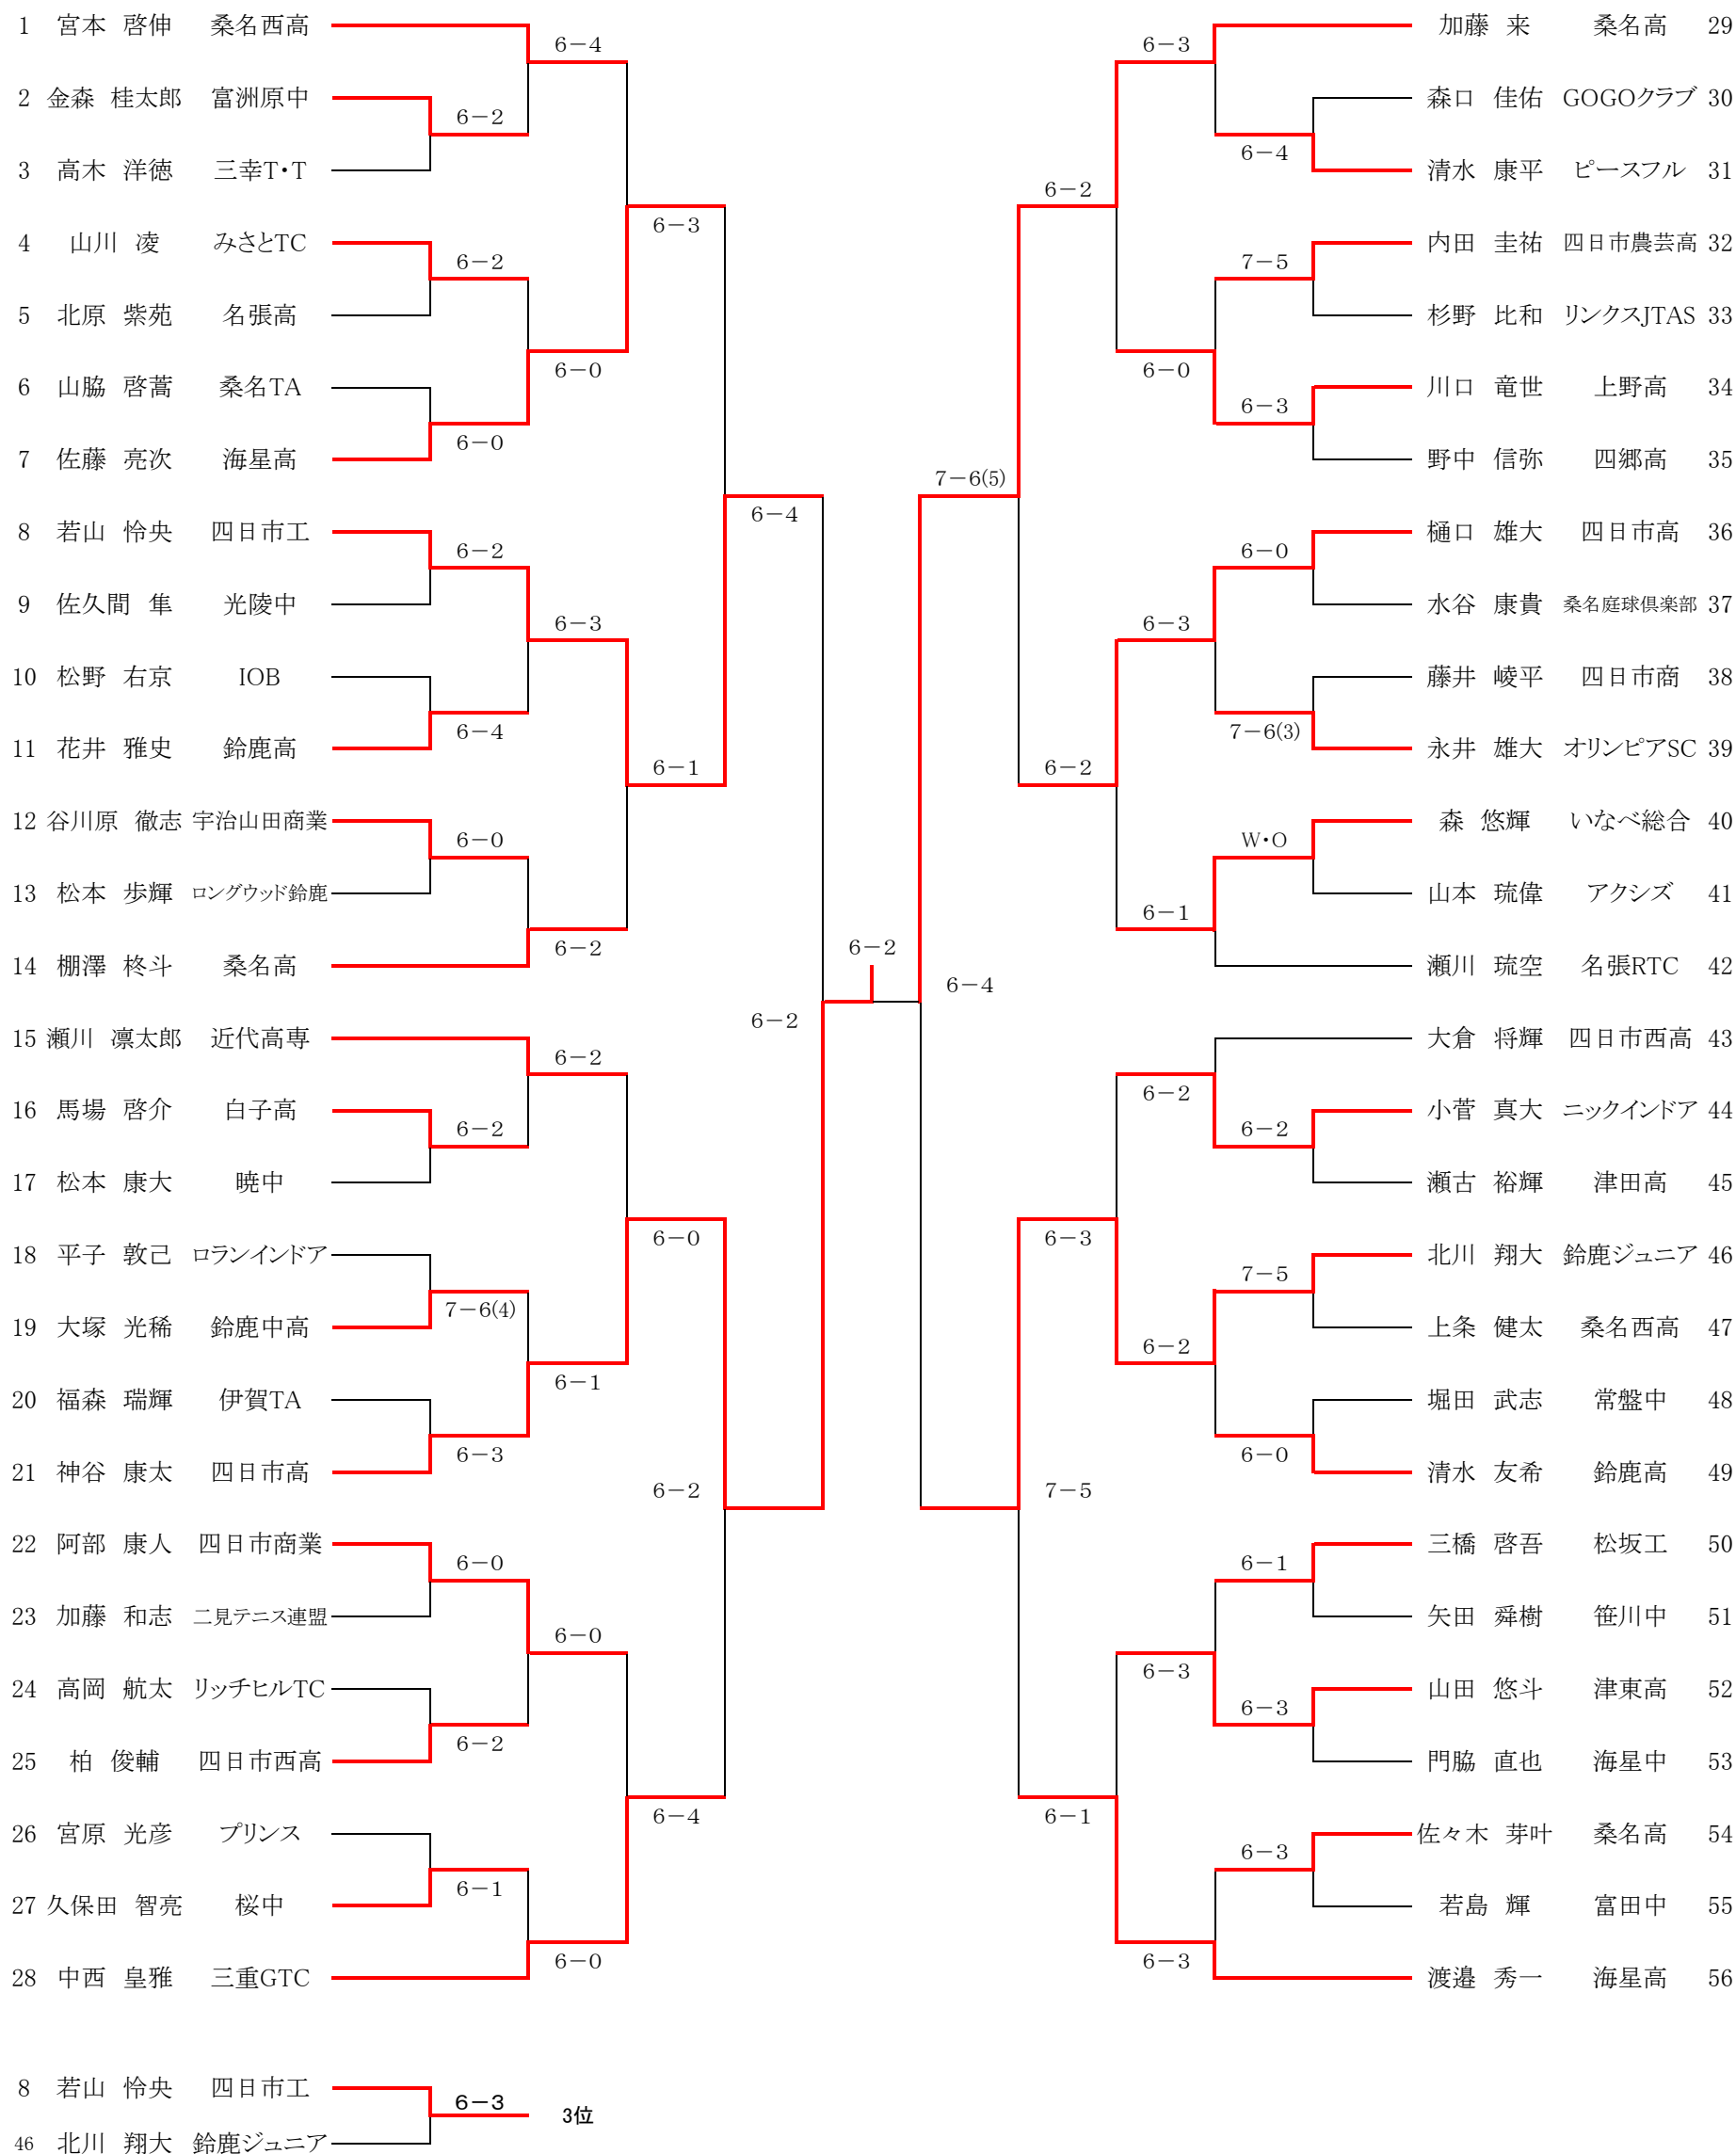 1 宮本 啓伸 桑名西高
6-4
2 金森 桂太郎 富洲原中
6-2
3 高木 洋徳 三幸T・T
6-3
4 山川 凌 みさとTC
6-2
5 北原 紫苑 名張高
6-0
6 山脇 啓蒿 桑名TA
6-0
7 佐藤 亮次 海星高
6-4
8 若山 怜央 四日市工
6-2
9 佐久間 隼 光陵中
6-3
10 松野 右京 IOB
6-4
11 花井 雅史 鈴鹿高
6-1
12 谷川原 徹志 宇治山田商業
6-0
13 松本 歩輝 ロングウッド鈴鹿
6-2
14 棚澤 柊斗 桑名高
6-2
6-2
15 瀬川 凛太郎 近代高専
6-2
16 馬場 啓介 白子高
6-2
17 松本 康大 暁中
6-0
18 平子 敦己 ロランインドア
7-6(4)
19 大塚 光稀 鈴鹿中高
6-1
20 福森 瑞輝 伊賀TA
6-3
21 神谷 康太 四日市高
6-2
22 阿部 康人 四日市商業
6-0
23 加藤 和志 二見テニス連盟
6-0
24 高岡 航太 リッチヒルTC
6-2
25 柏 俊輔 四日市西高
6-4
26 宮原 光彦 プリンス
6-1
27 久保田 智亮 桜中
6-0
28 中西 皇雅 三重GTC
加藤 来 桑名高 29
6-3
森口 佳佑 GOGOクラブ 30
6-4
清水 康平 ピースフル 31
6-2
内田 圭祐 四日市農芸高 32
7-5
杉野 比和 リンクスJTAS 33
6-0
川口 竜世 上野高 34
6-3
野中 信弥 四郷高 35
7-6(5)
樋口 雄大 四日市高 36
6-0
水谷 康貴 桑名庭球倶楽部 37
6-3
藤井 崚平 四日市商 38
7-6(3)
永井 雄大 オリンピアSC 39
6-2
森 悠輝 いなべ総合 40
W・O
山本 琉偉 アクシズ 41
6-1
瀬川 琉空 名張RTC 42
6-4
大倉 将輝 四日市西高 43
6-2
小菅 真大 ニックインドア 44
6-2
瀬古 裕輝 津田高 45
6-3
北川 翔大 鈴鹿ジュニア 46
7-5
上条 健太 桑名西高 47
6-2
堀田 武志 常盤中 48
6-0
清水 友希 鈴鹿高 49
7-5
三橋 啓吾 松坂工 50
6-1
矢田 舜樹 笹川中 51
6-3
山田 悠斗 津東高 52
6-3
門脇 直也 海星中 53
6-1
佐々木 芽叶 桑名高 54
6-3
若島 輝 富田中 55
6-3
渡邉 秀一 海星高 56
8 若山 怜央 四日市工
6-3 3位
46 北川 翔大 鈴鹿ジュニア